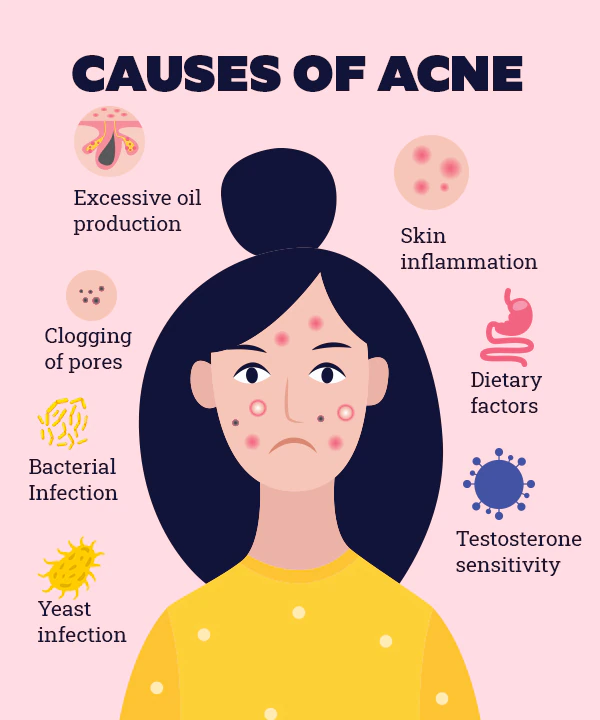 CAUSES OF ACNE
Excessive oil
production
Clogging
of pores
Bacterial
Infection
Yeast
infection
Skin
inflammation
Dietary
factors
Testosterone
sensitivity